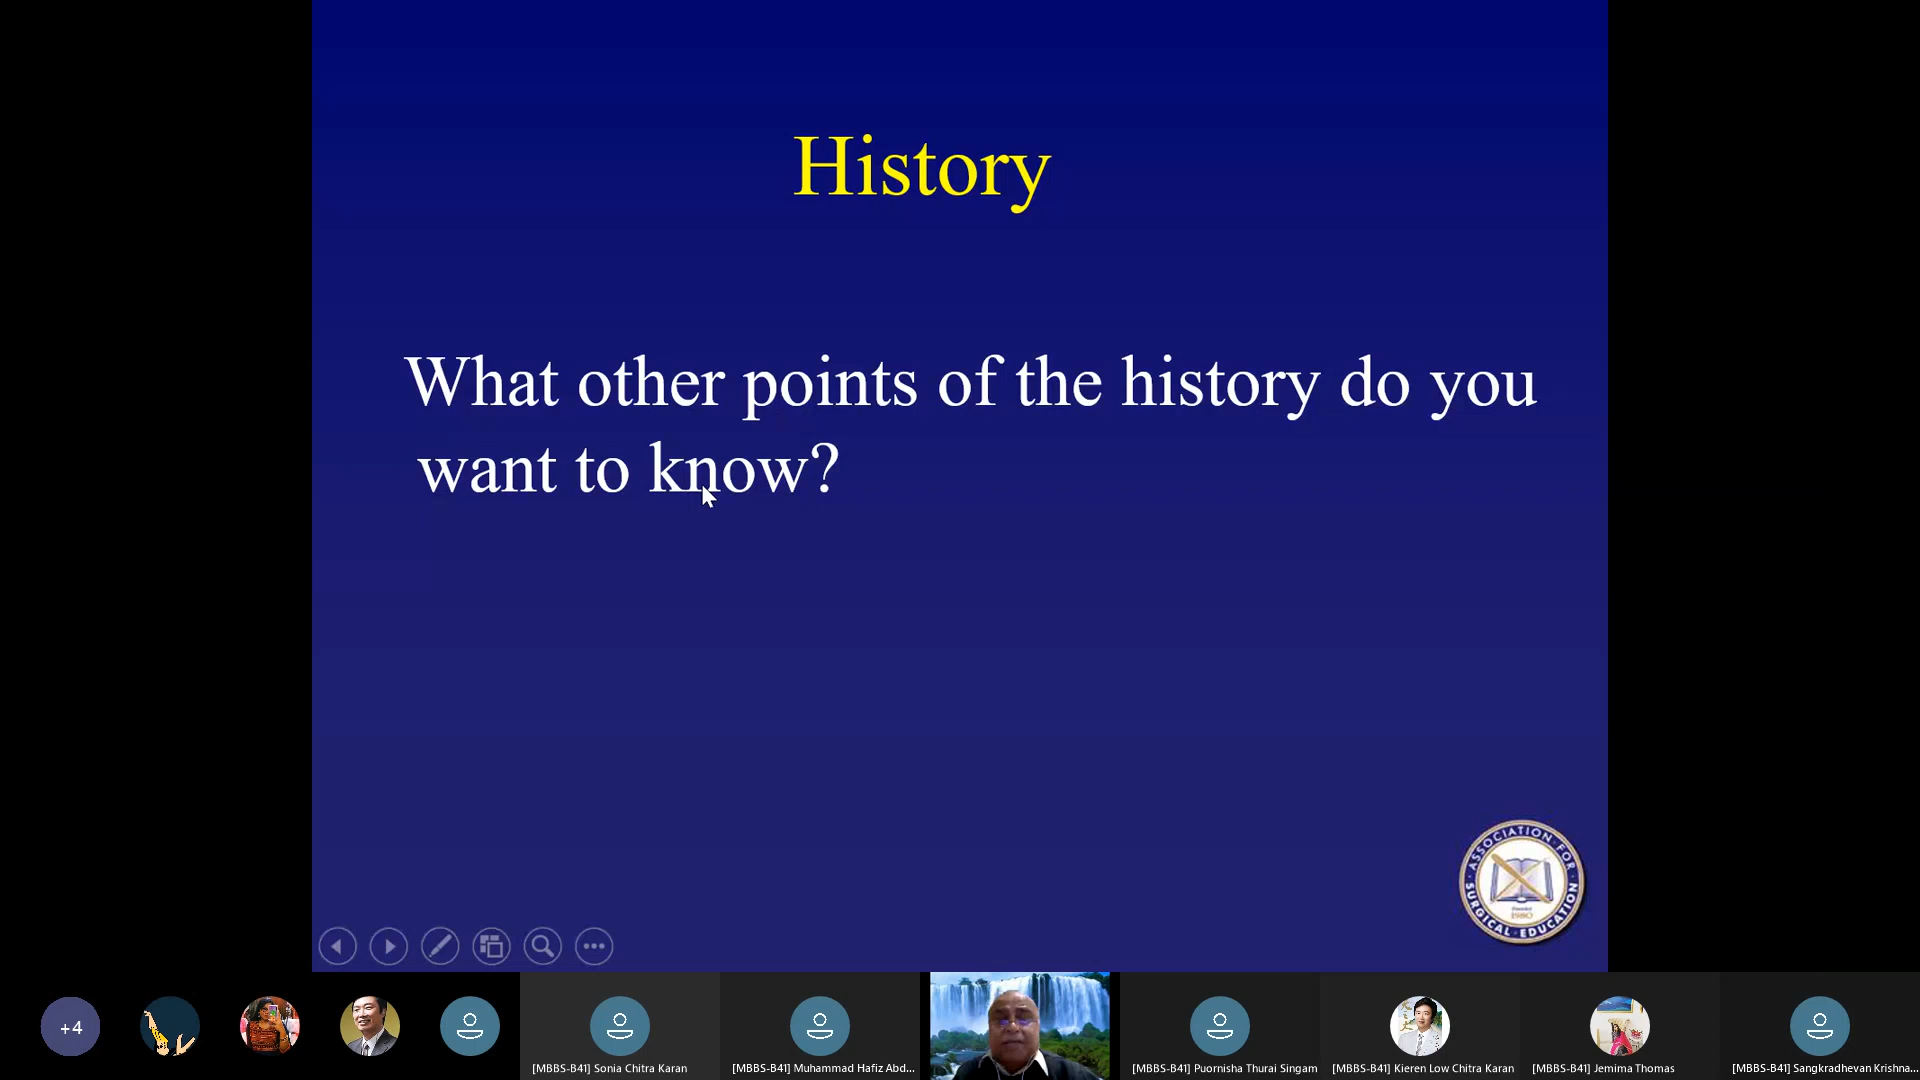 History
What other points of the history do you
want to know?
ASSOCIATION FOR
SURGICAL EDUCATION
Founded
1980
+4
[MBBS-B41] Sonia Chitra Karan
[MBBS-B41] Muhammad Hafiz Abd...
[MBBS-B41] Puornisha Thurai Singam
[MBBS-B41] Kieren Low Chitra Karan
[MBBS-B41] Jemima Thomas
[MBBS-B41] Sangkradhevan Krishna...